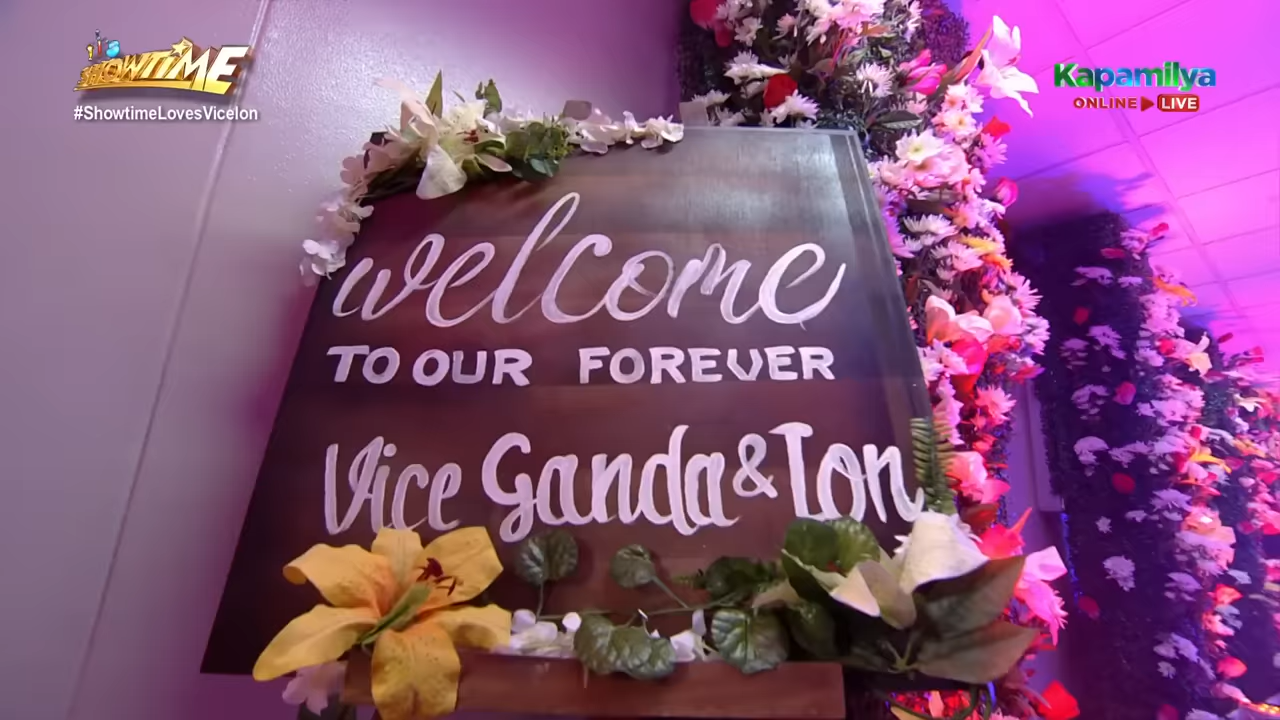 It's
SHOWTIME
#ShowtimeLovesViceIon
Kapamilya
ONLINE LIVE
welcome
TO OUR FOREVER
Vice Ganda & Ion